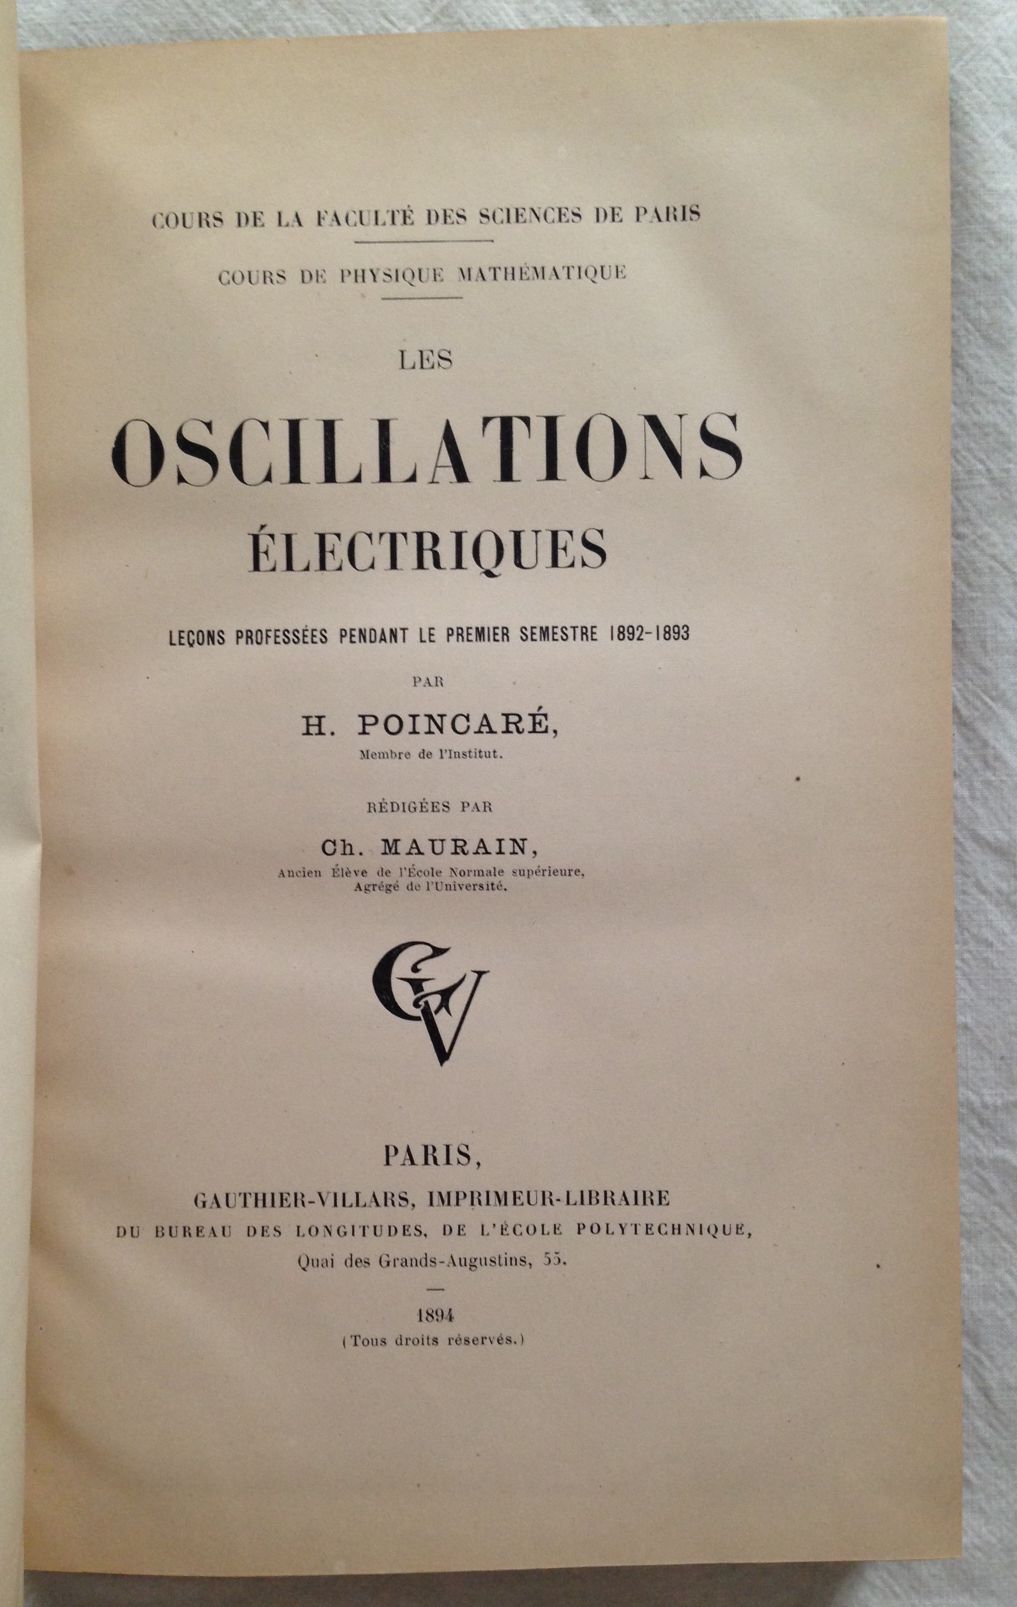 COURS DE LA FACULTÉ DES SCIENCES DE PARIS
COURS DE PHYSIQUE MATHÉMATIQUE
LES
OSCILLATIONS
ÉLECTRIQUES
LEÇONS PROFESSÉES PENDANT LE PREMIER SEMESTRE 1892-1893
PAR
H. POINCARÉ,
Membre de l'Institut.
RÉDIGÉES PAR
Ch. MAURAIN,
Ancien Élève de l'École Normale supérieure,
Agrégé de l'Université.
GV
PARIS,
GAUTHIER-VILLARS, IMPRIMEUR-LIBRAIRE
DU BUREAU DES LONGITUDES, DE L'ÉCOLE POLYTECHNIQUE,
Quai des Grands-Augustins, 55.
1894
(Tous droits réservés.)